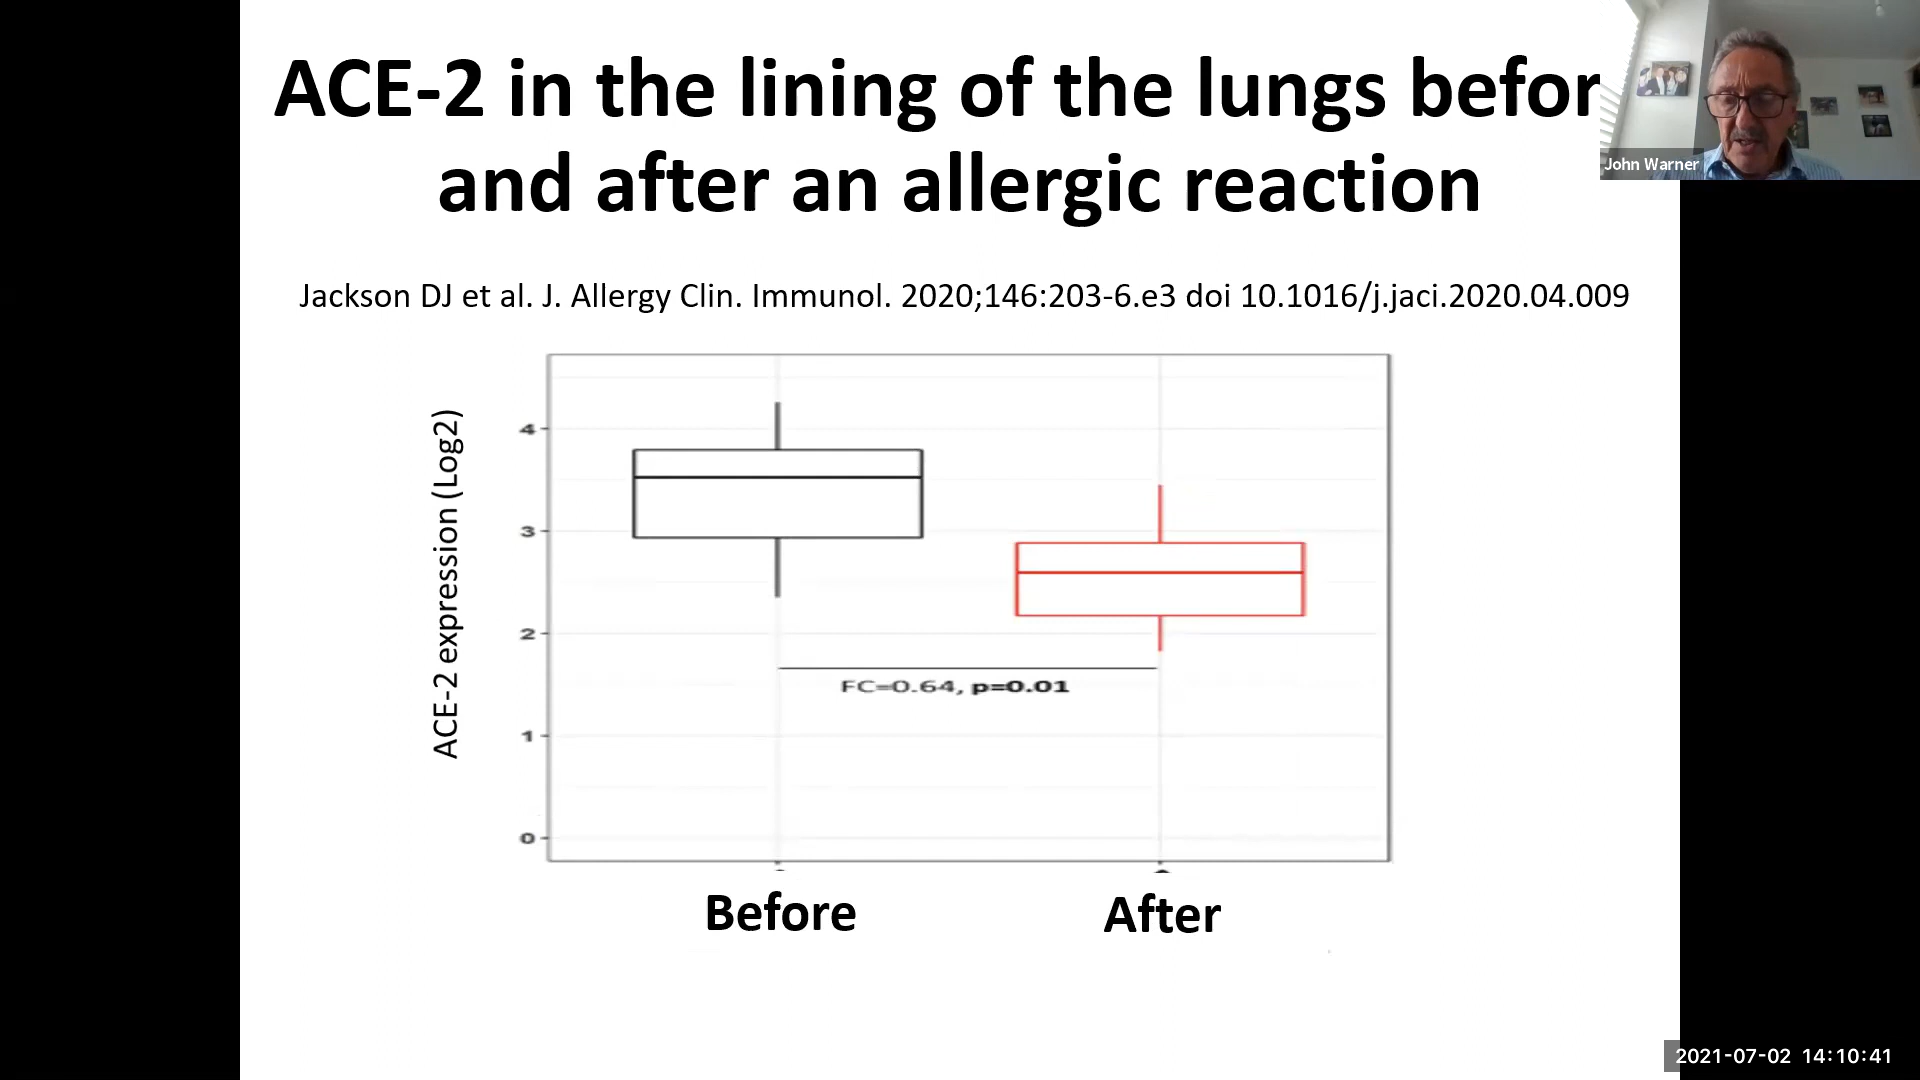 ACE-2 in the lining of the lungs befor
and after an allergic reaction
John Warner
Jackson DJ et al. J. Allergy Clin. Immunol. 2020;146:203-6.e3 doi 10.1016/j.jaci.2020.04.009
ACE-2 expression (Log2)
4
3
2
1
0
FC=0.64, p=0.01
Before
After
2021-07-02 14:10:41